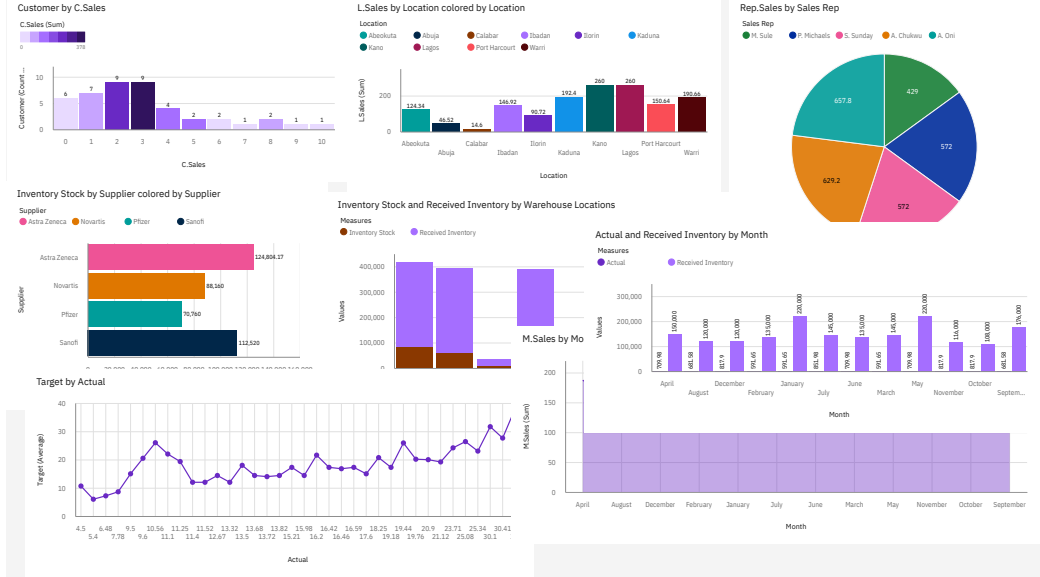 Customer by C.Sales
C.Sales (Sum)
0 278
Customer (Count ...
10
5
0
6 7 9 9 4 2 2 1 2 1 1
0 1 2 3 4 5 6 7 8 9 10
C.Sales
L.Sales by Location colored by Location
Location
Abeokuta Abuja Calabar Ibadan Ilorin Kaduna
Kano Lagos Port Harcourt Warri
L.Sales (Sum)
200
0
124.34 46.52 14.6 146.92 90.72 192.4 260 260 150.64 190.66
Abeokuta Calabar Ilorin Kano Port Harcourt
Abuja Ibadan Kaduna Lagos Warri
Location
Rep.Sales by Sales Rep
Sales Rep
M. Sule P. Michaels S. Sunday A. Chukwu A. Oni
657.8
429
572
629.2
572
Inventory Stock by Supplier colored by Supplier
Supplier
Astra Zeneca Novartis Pfizer Sanofi
Supplier
Astra Zeneca 124,804.17
Novartis 88,160
Pfizer 70,760
Sanofi 112,520
Inventory Stock and Received Inventory by Warehouse Locations
Measures
Inventory Stock Received Inventory
Values
400,000
300,000
200,000
100,000
0
Actual and Received Inventory by Month
Measures
Actual Received Inventory
Values
300,000
200,000
100,000
0
709.98 150,000 681.58 120,000 817.9 120,000 591.65 135,000 591.65 220,000 851.98 145,000 709.98 135,000 591.65 145,000 709.98 220,000 817.9 116,000 817.9 108,000 681.58 176,000
April December January June May October
August February July March November Septem...
Month
M.Sales by Mo
M.Sales (Sum)
200
150
100
50
0
April August December February January July June March May November October September
Month
Target by Actual
Target (Average)
40
30
20
10
0
4.5 6.48 9.5 10.56 11.25 11.52 13.32 13.68 13.82 15.98 16.42 16.59 18.25 19.44 20.9 23.71 25.34 30.41
5.4 7.78 9.6 11.1 11.4 12.67 13.5 13.72 15.21 16.2 16.46 17.6 19.18 19.76 21.12 25.08 30.1
Actual